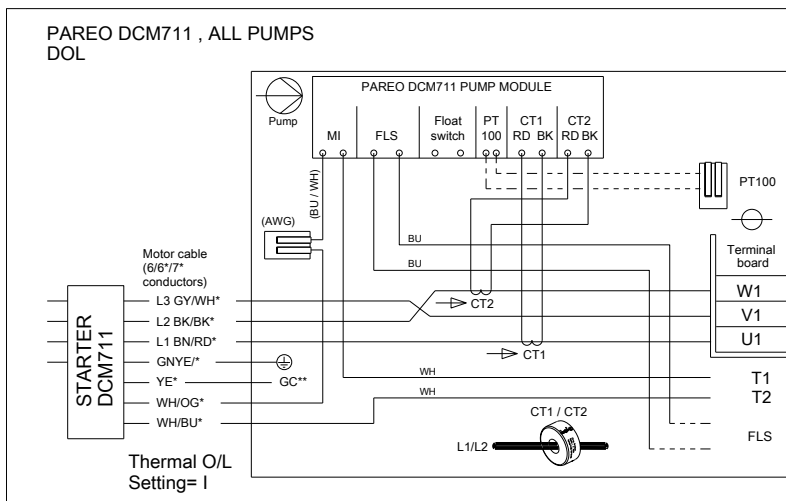 PAREO DCM711 , ALL PUMPS
DOL
PAREO DCM711 PUMP MODULE
Pump
MI
FLS
Float
switch
PT
100
CT1
RD BK
CT2
RD BK
(BU / WH)
(AWG)
PT100
BU
BU
Motor cable
(6/6*/7*
conductors)
Terminal
board
STARTER
DCM711
L3 GY/WH*
L2 BK/BK*
L1 BN/RD*
GNYE/*
YE*
GC**
WH/OG*
WH/BU*
CT2
CT1
W1
V1
U1
WH
WH
T1
T2
FLS
CT1 / CT2
L1/L2
Thermal O/L
Setting= I